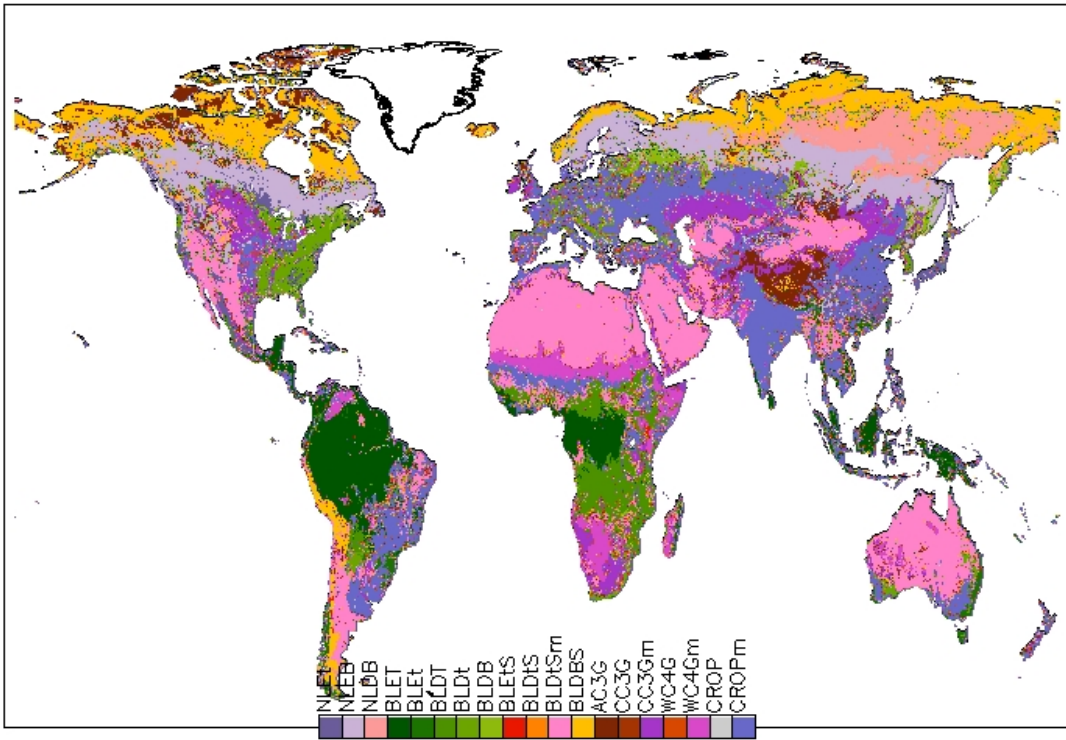 NLEt
NLEB
NLDB
BLET
BLEt
BLDT
BLDt
BLDB
BLEtS
BLDtS
BLDtSm
BLDBS
AC3G
CC3G
CC3Gm
WC4G
WC4Gm
CROP
CROPm